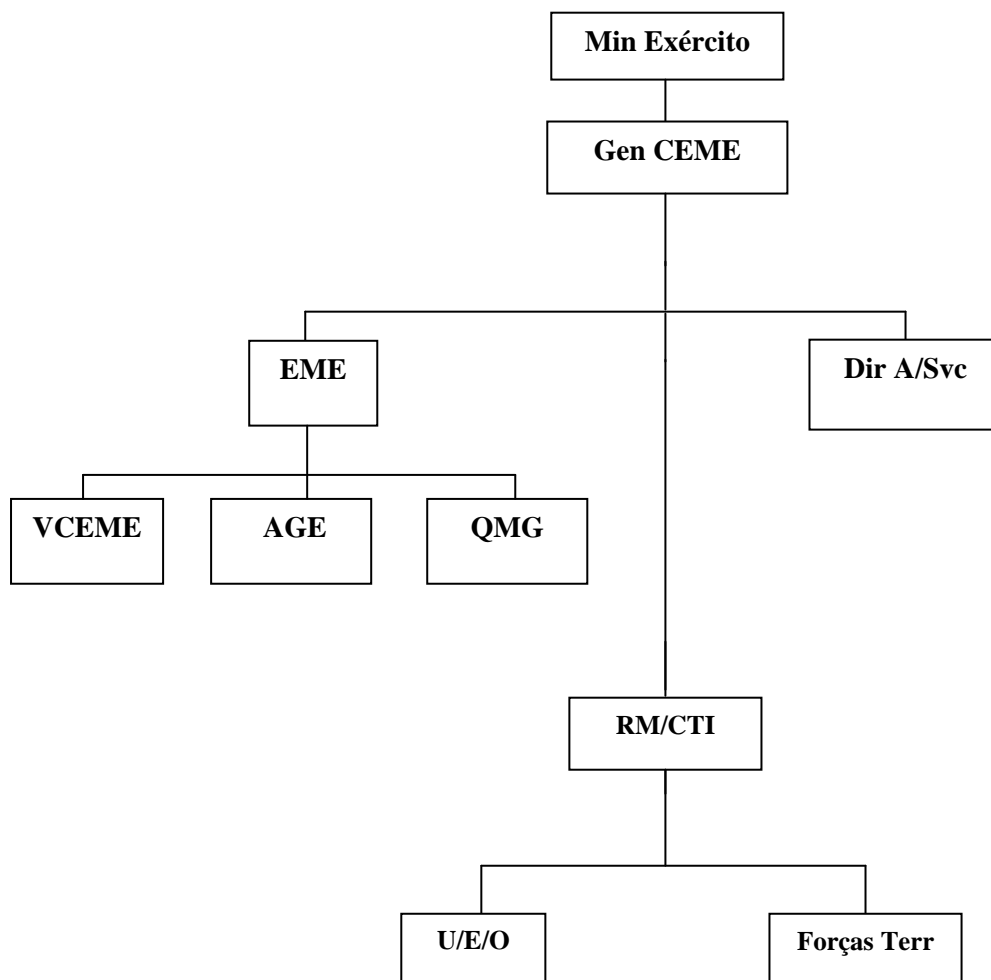 Min Exército
Gen CEME
EME
Dir A/Svc
VCEME
AGE
QMG
RM/CTI
U/E/O
Forças Terr